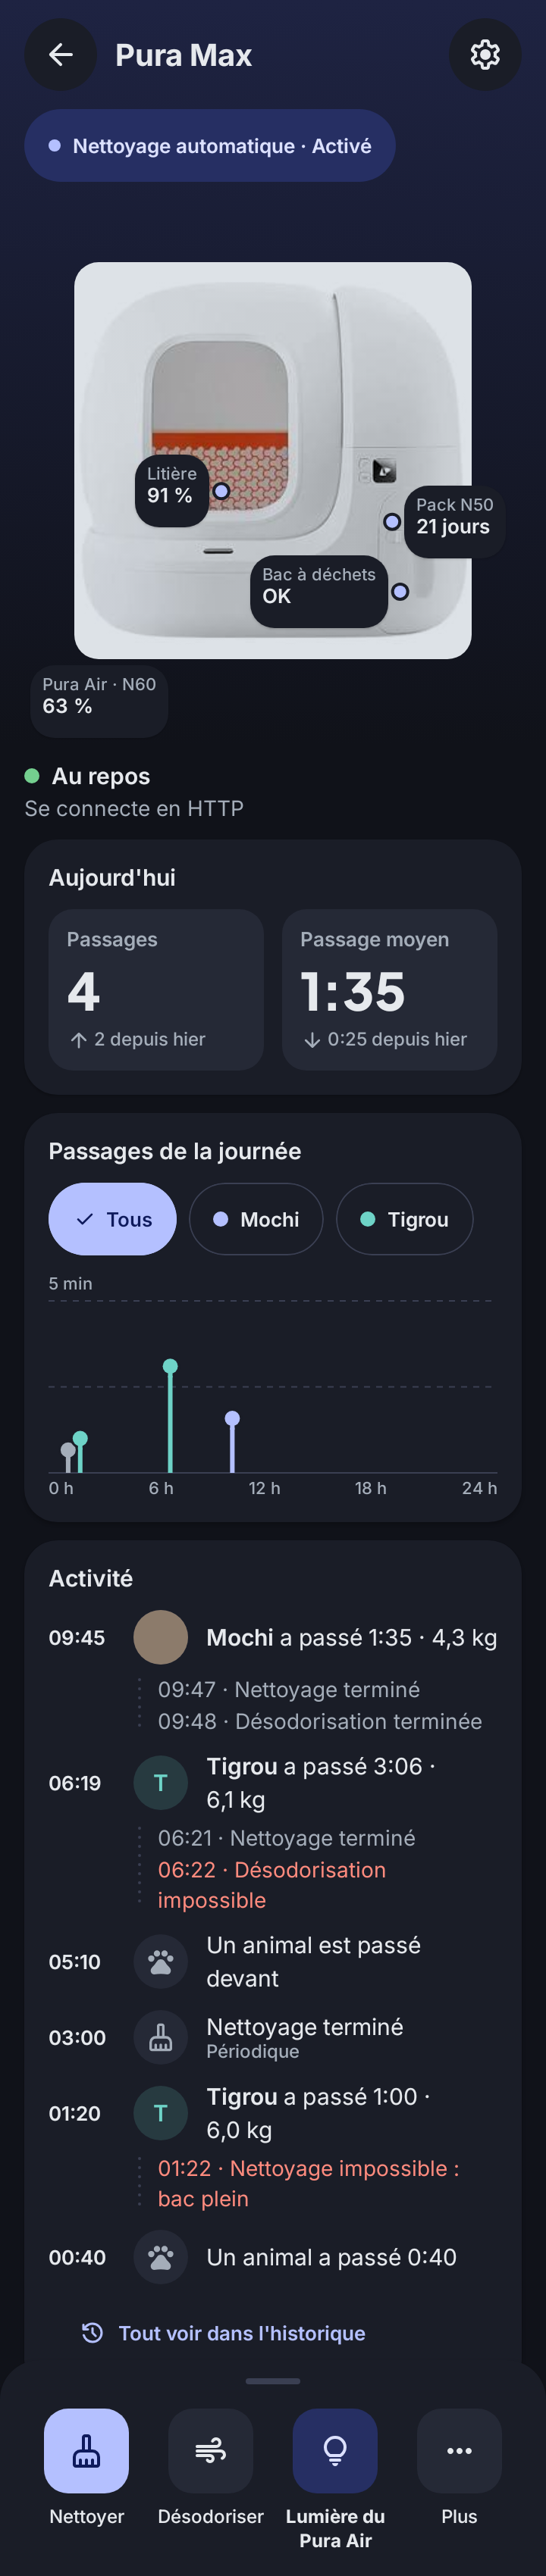 Pura Max
Nettoyage automatique · Activé
Litière
91 %
Pack N50
21 jours
Bac à déchets
OK
Pura Air · N60
63 %
Au repos
Se connecte en HTTP
Aujourd'hui
Passages
4
↑ 2 depuis hier
Passage moyen
1:35
↓ 0:25 depuis hier
Passages de la journée
Tous
Mochi
Tigrou
5 min
0 h
6 h
12 h
18 h
24 h
Activité
09:45
Mochi a passé 1:35 · 4,3 kg
09:47 · Nettoyage terminé
09:48 · Désodorisation terminée
06:19
T
Tigrou a passé 3:06 ·
6,1 kg
06:21 · Nettoyage terminé
06:22 · Désodorisation
impossible
05:10
Un animal est passé
devant
03:00
Nettoyage terminé
Périodique
01:20
T
Tigrou a passé 1:00 ·
6,0 kg
01:22 · Nettoyage impossible :
bac plein
00:40
Un animal a passé 0:40
Tout voir dans l'historique
Nettoyer
Désodoriser
Lumière du
Pura Air
Plus